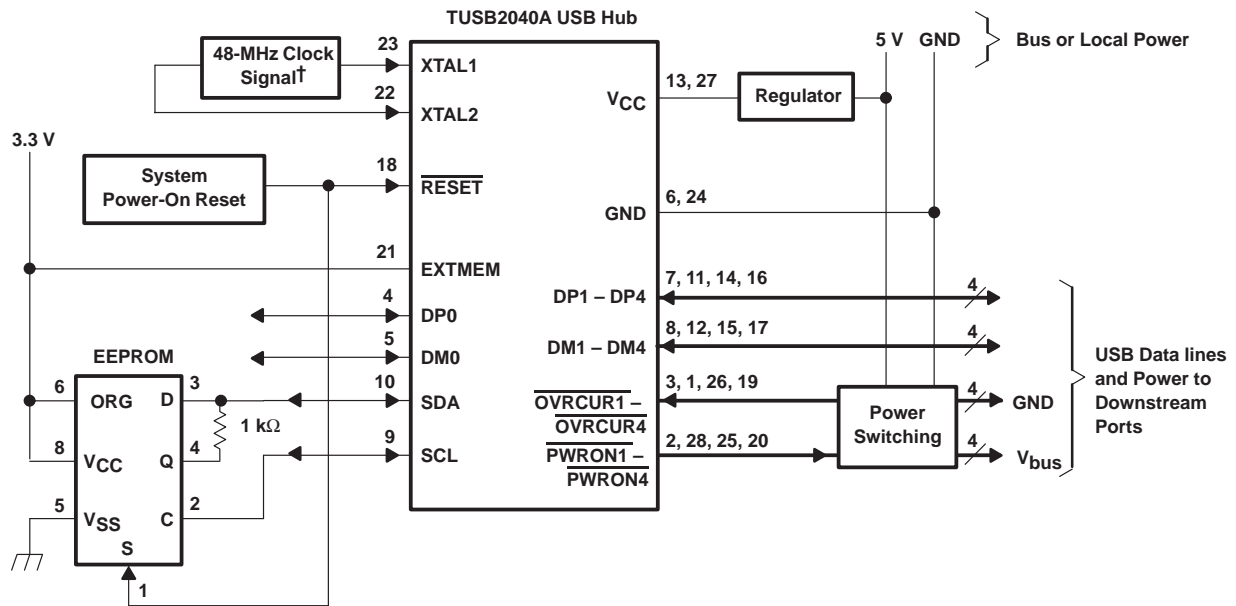 TUSB2040A USB Hub
48-MHz Clock
Signal†
23
XTAL1
22
XTAL2
5 V GND
Bus or Local Power
13, 27
VCC
Regulator
3.3 V
System
Power-On Reset
18
RESET
6, 24
GND
21
EXTMEM
4
DP0
5
DM0
7, 11, 14, 16
DP1 – DP4
4
8, 12, 15, 17
DM1 – DM4
4
EEPROM
6
ORG
D
3
10
SDA
1 kΩ
4
Q
8
VCC
9
SCL
5
VSS
C
2
S
1
3, 1, 26, 19
OVRCUR1 –
OVRCUR4
2, 28, 25, 20
PWRON1 –
PWRON4
Power
Switching
4
GND
4
Vbus
USB Data lines
and Power to
Downstream
Ports